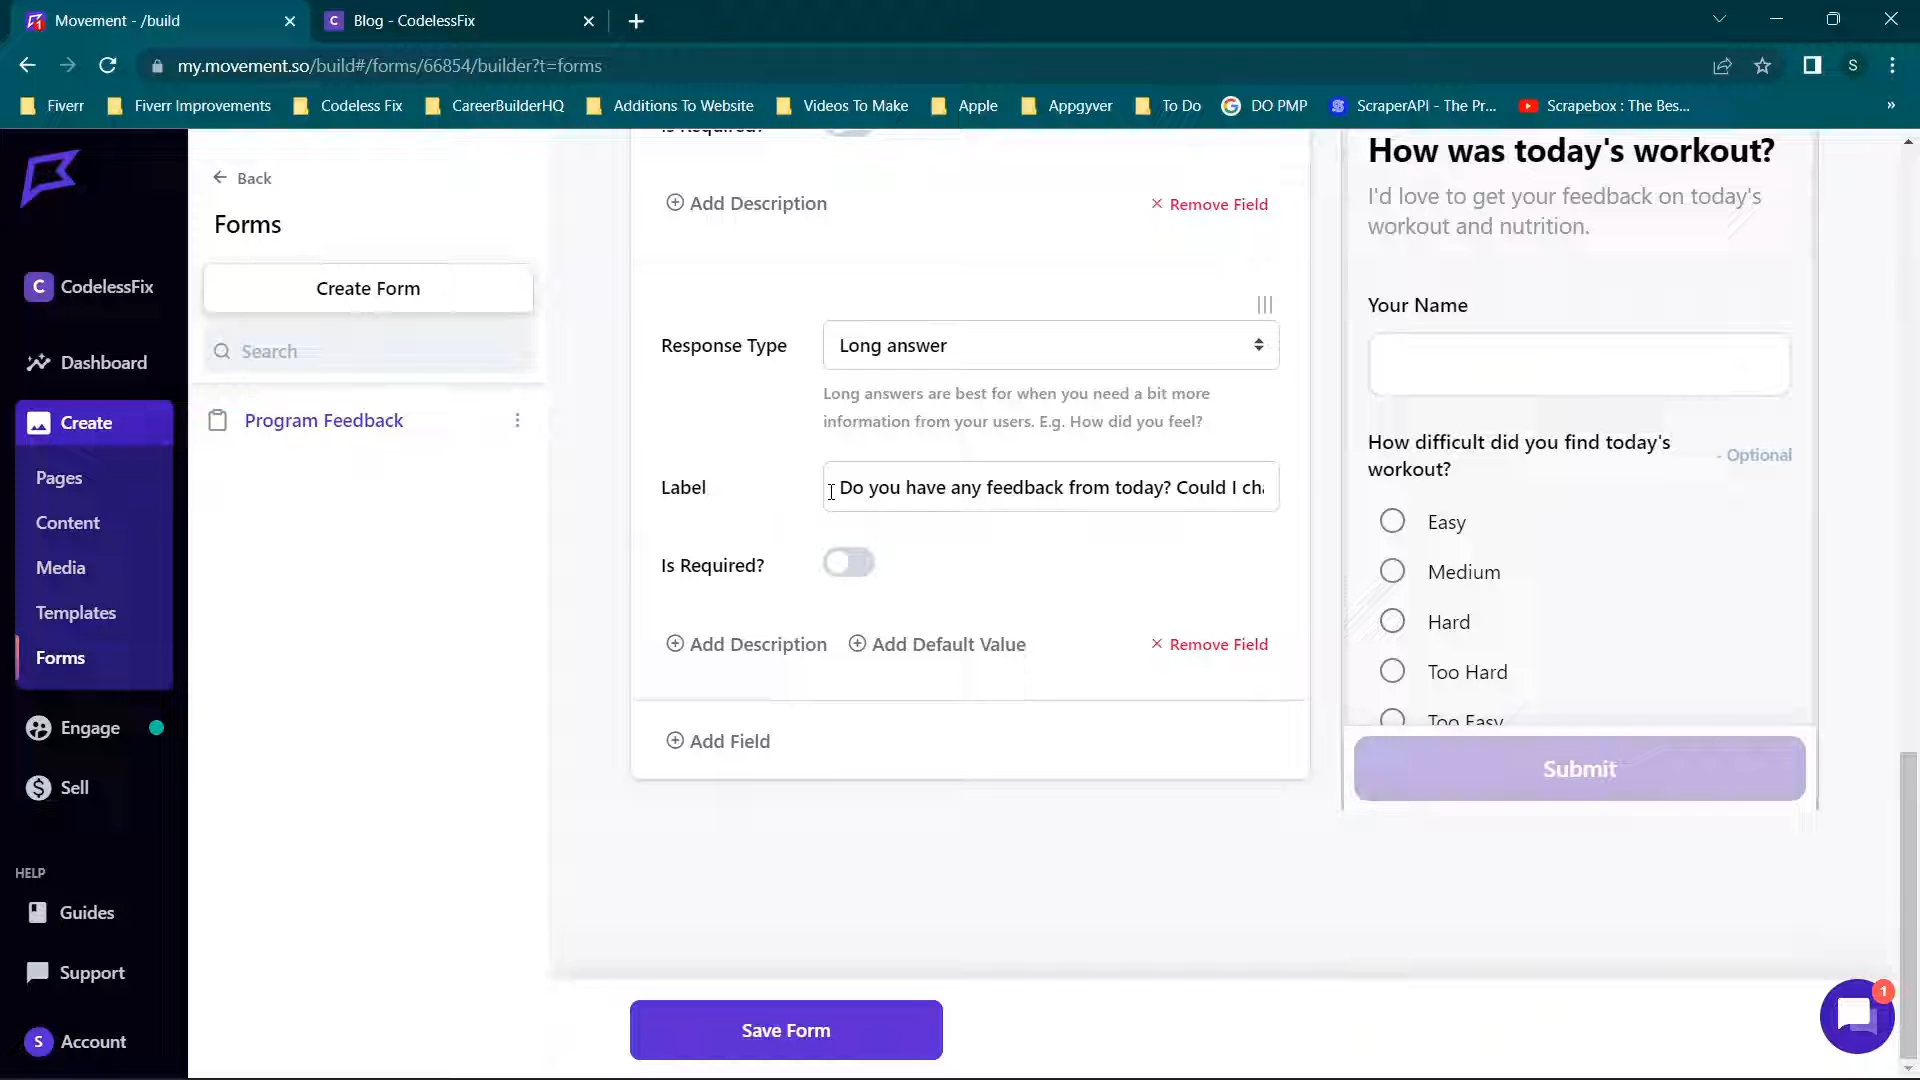 Movement - /build
Blog - CodelessFix
my.movement.so/build#/forms/66854/builder?t=forms
S
Fiverr
Fiverr Improvements
Codeless Fix
CareerBuilderHQ
Additions To Website
Videos To Make
Apple
Appgyver
To Do
DO PMP
ScraperAPI - The Pr...
Scrapebox : The Bes...
»
C CodelessFix
Dashboard
Create
Pages
Content
Media
Templates
Forms
Engage
Sell
HELP
Guides
Support
S Account
Back
Forms
Create Form
Search
Program Feedback
Is Required?
Add Description
Remove Field
Response Type
Long answer
Long answers are best for when you need a bit more
information from your users. E.g. How did you feel?
Label
Do you have any feedback from today? Could I cha
Is Required?
Add Description
Add Default Value
Remove Field
Add Field
Save Form
How was today's workout?
I'd love to get your feedback on today's
workout and nutrition.
Your Name
How difficult did you find today's
workout?
- Optional
Easy
Medium
Hard
Too Hard
Too Easy
Submit
1